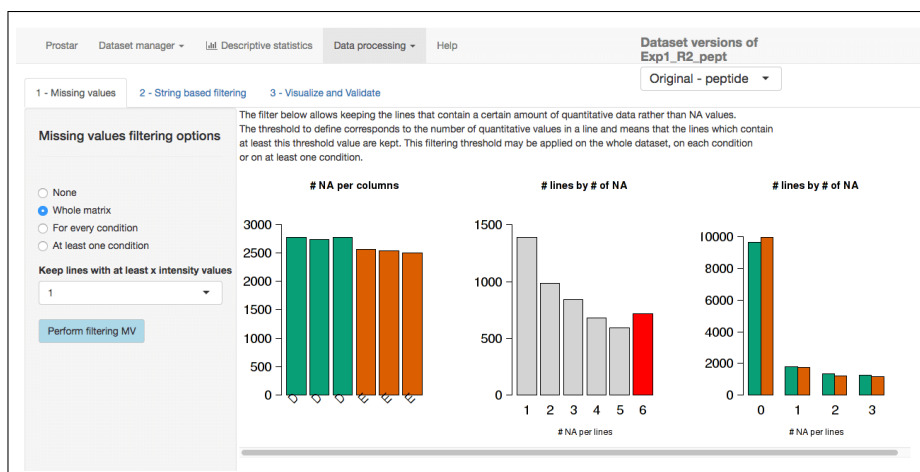 Prostar Dataset manager Descriptive statistics Data processing Help
Dataset versions of
Exp1_R2_pept
Original - peptide
1 - Missing values 2 - String based filtering 3 - Visualize and Validate
Missing values filtering options
None
Whole matrix
For every condition
At least one condition
Keep lines with at least x intensity values
1
Perform filtering MV
The filter below allows keeping the lines that contain a certain amount of quantitative data rather than NA values.
The threshold to define corresponds to the number of quantitative values in a line and means that the lines which contain
at least this threshold value are kept. This filtering threshold may be applied on the whole dataset, on each condition
or on at least one condition.
# NA per columns
3000
2500
2000
1500
1000
500
0
D D D E E E
# lines by # of NA
1500
1000
500
0
1 2 3 4 5 6
# NA per lines
# lines by # of NA
10000
8000
6000
4000
2000
0
0 1 2 3
# NA per lines